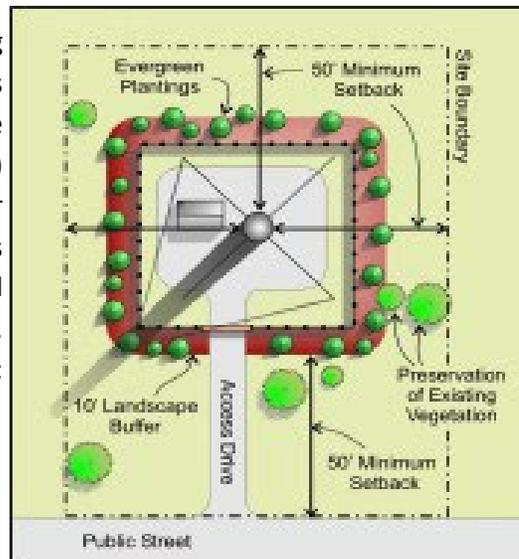 Evergreen
Plantings
50' Minimum
Setback
Site Boundary
10' Landscape
Buffer
Access Drive
Preservation
of Existing
Vegetation
50' Minimum
Setback
Public Street